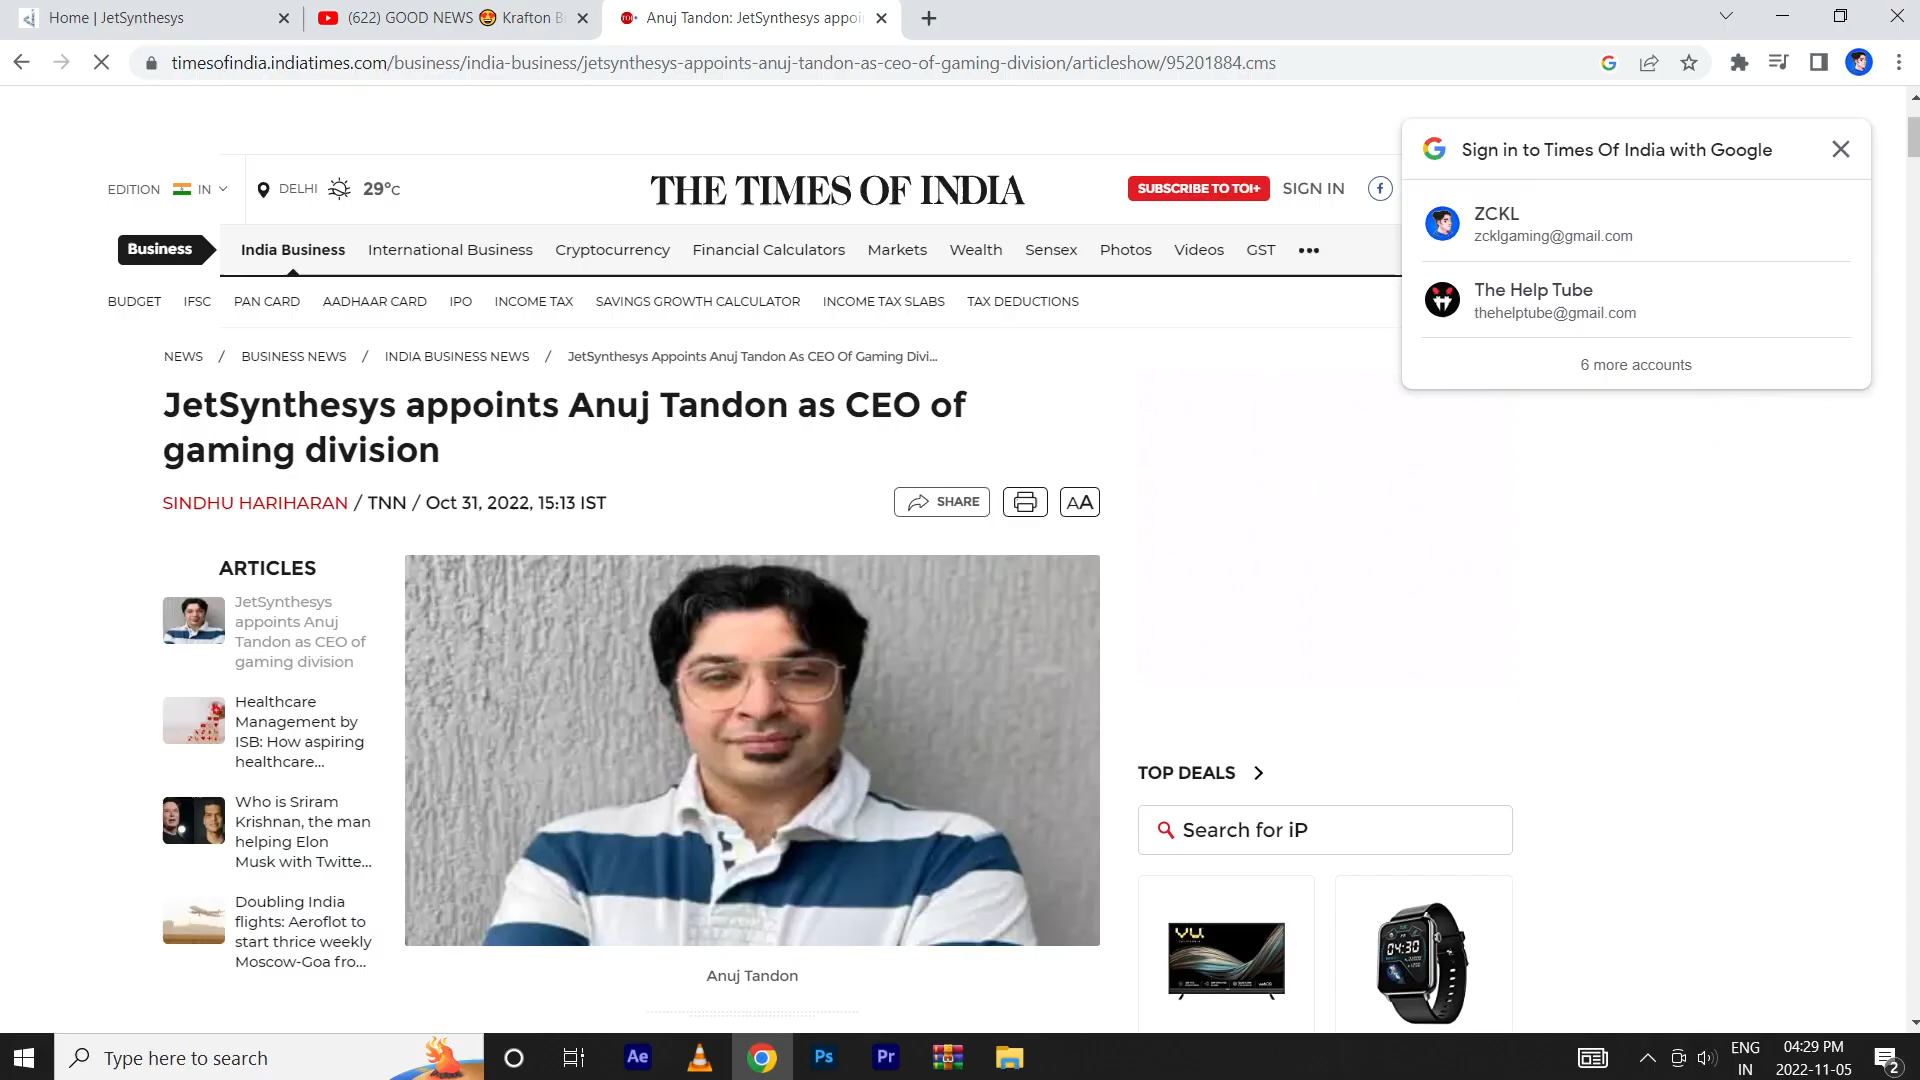 Home | JetSynthesys
(622) GOOD NEWS 😍 Krafton B
Anuj Tandon: JetSynthesys appoi
timesofindia.indiatimes.com/business/india-business/jetsynthesys-appoints-anuj-tandon-as-ceo-of-gaming-division/articleshow/95201884.cms
Sign in to Times Of India with Google
ZCKL
zcklgaming@gmail.com
The Help Tube
thehelptube@gmail.com
6 more accounts
EDITION IN
DELHI 29°C
THE TIMES OF INDIA
SUBSCRIBE TO TOI+ SIGN IN
Business India Business International Business Cryptocurrency Financial Calculators Markets Wealth Sensex Photos Videos GST •••
BUDGET IFSC PAN CARD AADHAAR CARD IPO INCOME TAX SAVINGS GROWTH CALCULATOR INCOME TAX SLABS TAX DEDUCTIONS
NEWS / BUSINESS NEWS / INDIA BUSINESS NEWS / JetSynthesys Appoints Anuj Tandon As CEO Of Gaming Divi...
JetSynthesys appoints Anuj Tandon as CEO of
gaming division
SINDHU HARIHARAN / TNN / Oct 31, 2022, 15:13 IST
SHARE
AA
ARTICLES
JetSynthesys
appoints Anuj
Tandon as CEO of
gaming division
Healthcare
Management by
ISB: How aspiring
healthcare...
Who is Sriram
Krishnan, the man
helping Elon
Musk with Twitte...
Doubling India
flights: Aeroflot to
start thrice weekly
Moscow-Goa fro...
Anuj Tandon
TOP DEALS
Search for iP
VU
04:30
Type here to search
Ae
Ps
Pr
ENG
IN
04:29 PM
2022-11-05
2